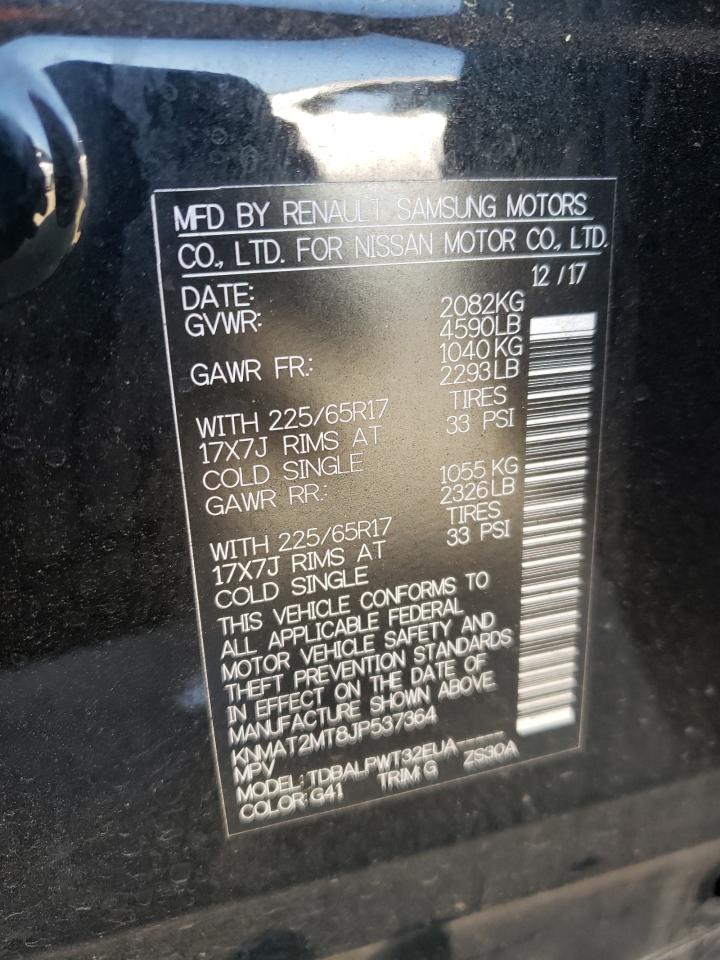 MFD BY RENAULT SAMSUNG MOTORS
CO., LTD. FOR NISSAN MOTOR CO., LTD.
DATE: 12/17
GVWR: 2082KG
4590LB
GAWR FR: 1040KG
2293LB
WITH 225/65R17 TIRES
17X7J RIMS AT 33 PSI
COLD SINGLE
GAWR RR: 1055 KG
2326LB
WITH 225/65R17 TIRES
17X7J RIMS AT 33 PSI
COLD SINGLE
THIS VEHICLE CONFORMS TO
ALL APPLICABLE FEDERAL
MOTOR VEHICLE SAFETY AND
THEFT PREVENTION STANDARDS
IN EFFECT ON THE DATE OF
MANUFACTURE SHOWN ABOVE.
KNMAT2MT8JP537364
MPV
MODEL: TDBALPWT32EUA------
COLOR: G41 TRIM: G ZS30A